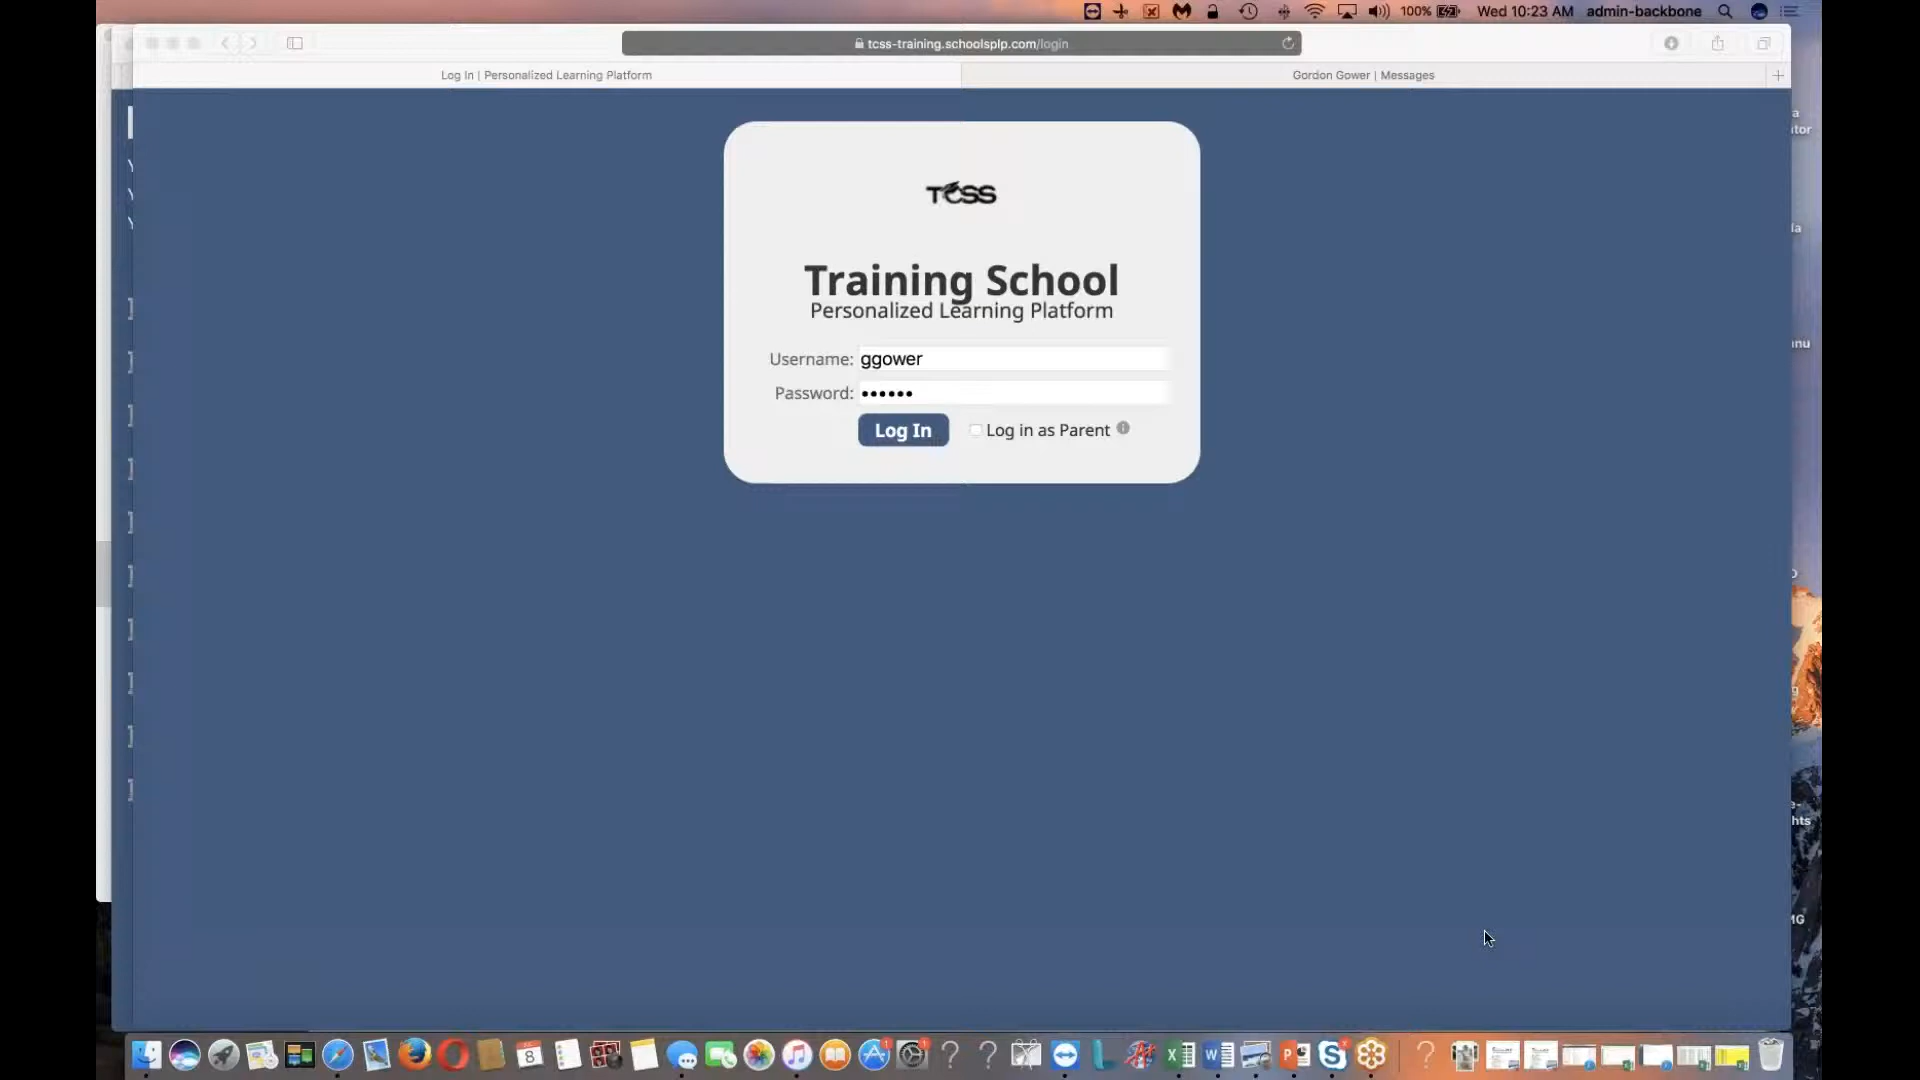 100%
Wed 10:23 AM
admin-backbone
tcss-training.schoolsplp.com/login
Log In | Personalized Learning Platform
Gordon Gower | Messages
TCSS
Training School
Personalized Learning Platform
Username: ggower
Password: ••••••
Log In
Log in as Parent
8